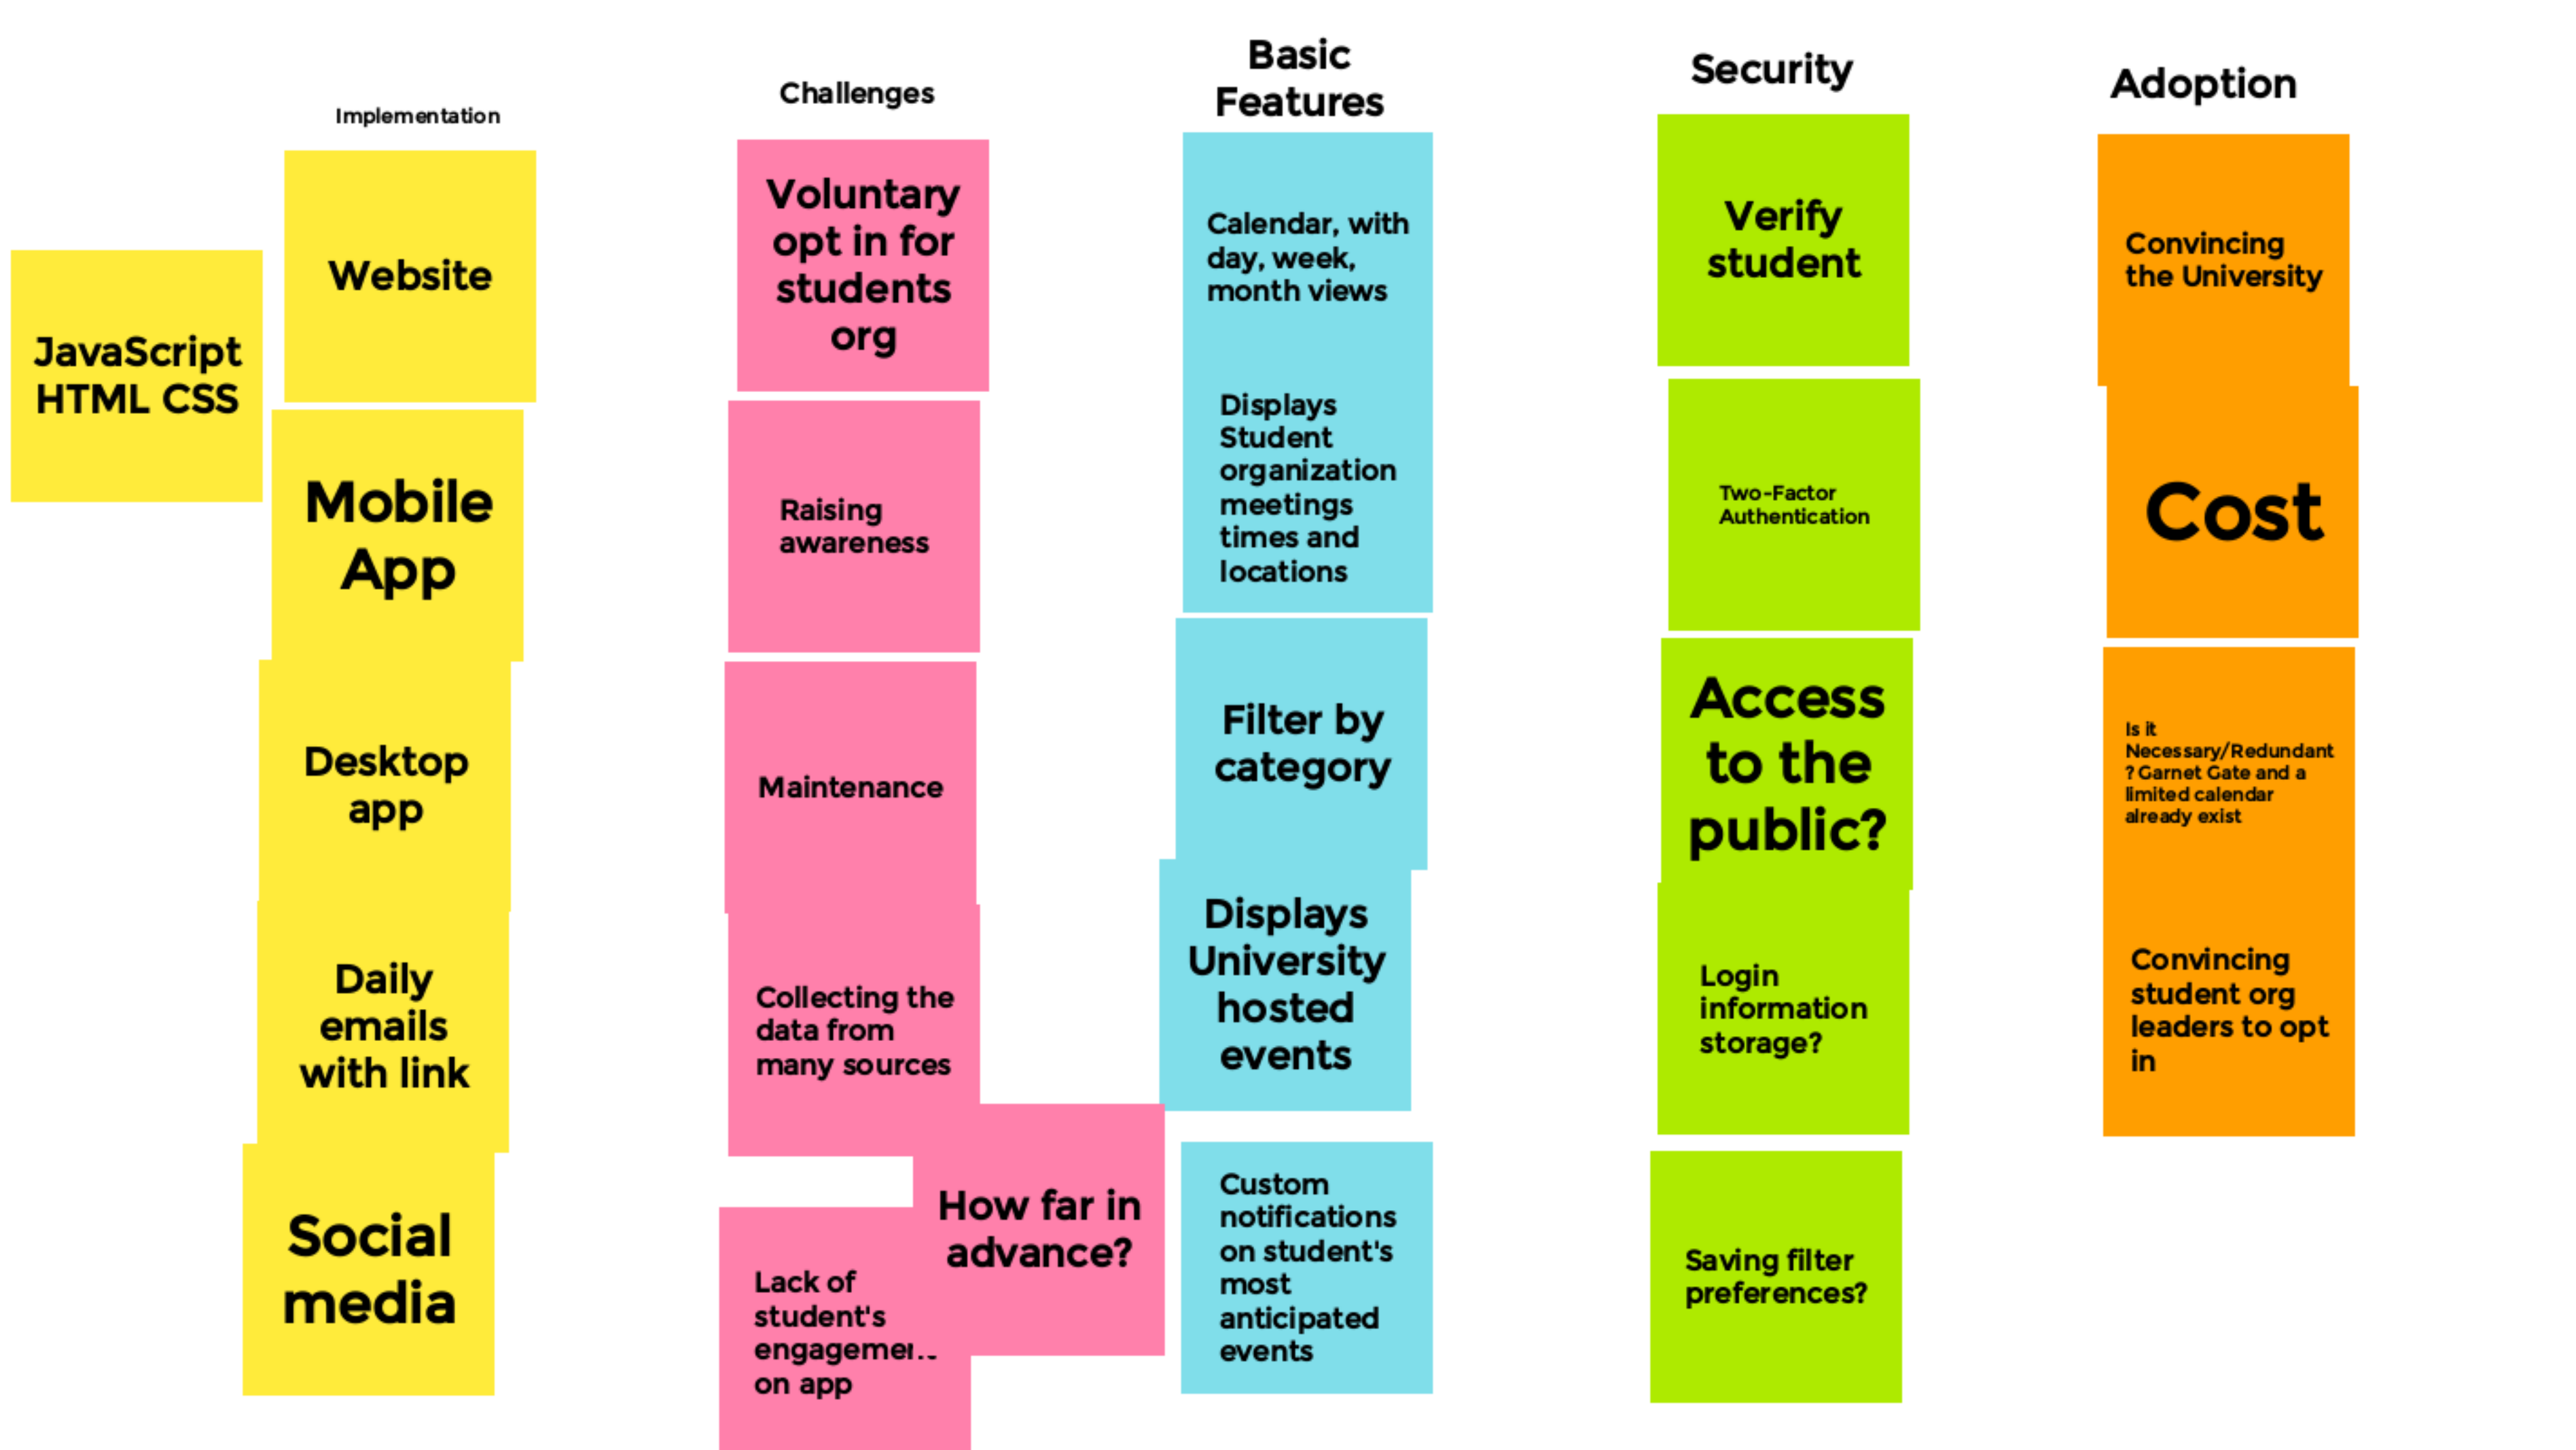 Implementation
Website
JavaScript
HTML CSS
Mobile
App
Desktop
app
Daily
emails
with link
Social
media
Challenges
Voluntary
opt in for
students
org
Raising
awareness
Maintenance
Collecting the
data from
many sources
How far in
advance?
Lack of
student's
on app
Basic
Features
Calendar, with
day, week,
month views
Displays
Student
organization
meetings
times and
locations
Filter by
category
Displays
University
hosted
events
Custom
notifications
on student's
most
anticipated
events
Security
Verify
student
Two-Factor
Authentication
Access
to the
public?
Login
information
storage?
Saving filter
preferences?
Adoption
Convincing
the University
Cost
Is it
Necessary/Redundant
? Garnet Gate and a
limited calendar
already exist
Convincing
student org
leaders to opt
in